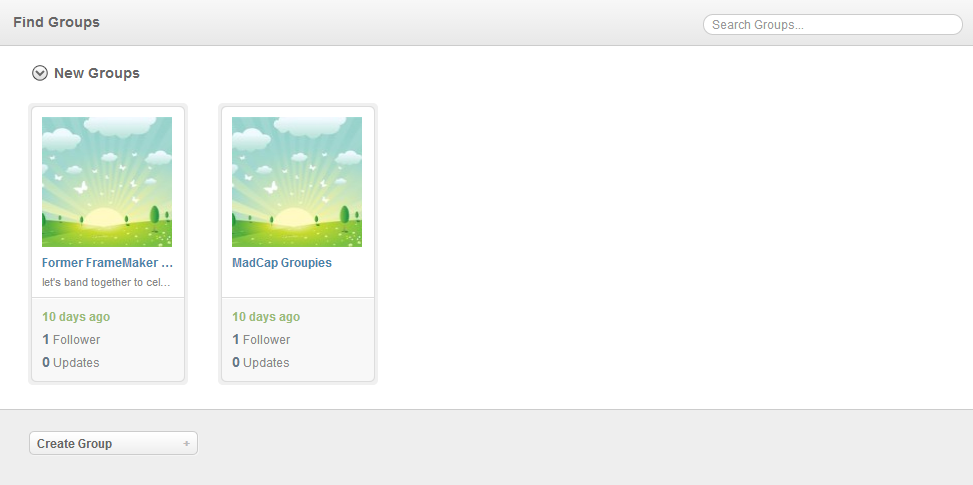 Find Groups
Search Groups...
New Groups
Former FrameMaker ...
let's band together to cel...
10 days ago
1 Follower
0 Updates
MadCap Groupies
10 days ago
1 Follower
0 Updates
Create Group +